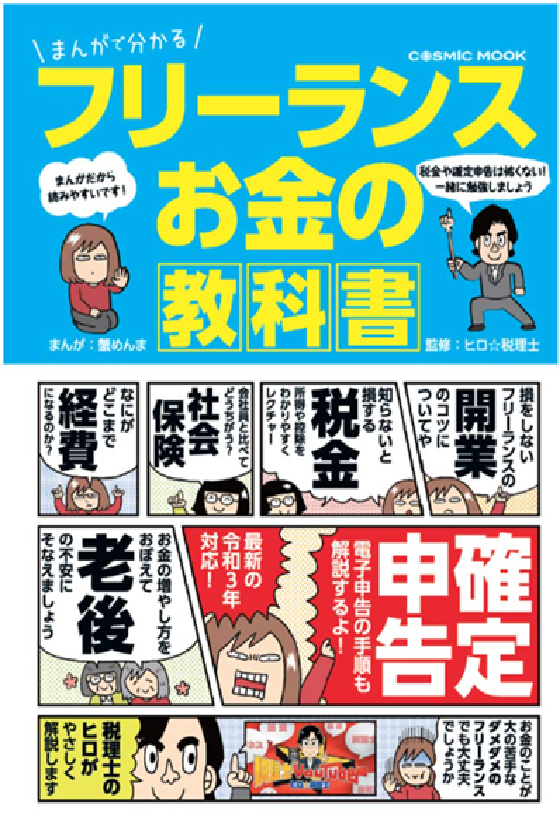 まんがで分かる
COSMIC MOOK
フリーランス
お金の
教科書
まんがだから
読みやすいです!
税金や確定申告は怖くない!
一緒に勉強しましょう
まんが:蟹めんま
監修:ヒロ☆税理士
損をしない
フリーランスの
開業
のコツに
ついてや
知らないと
損する
税金
所得や控除を
わかりやすく
レクチャー
会社員と比べて
どうちがう?
社会
保険
なにが
どこまで
経費
になるのか?
確定
申告
電子申告の手順も
解説するよ!
最新の
令和3年
対応!
お金の増やし方を
おぼえて
老後
の不安に
そなえましょう
お金のことが
大の苦手な
ダメダメの
フリーランス
でも大丈夫
でしょうか
YouTube
税理士の
ヒロが
やさしく
解説します